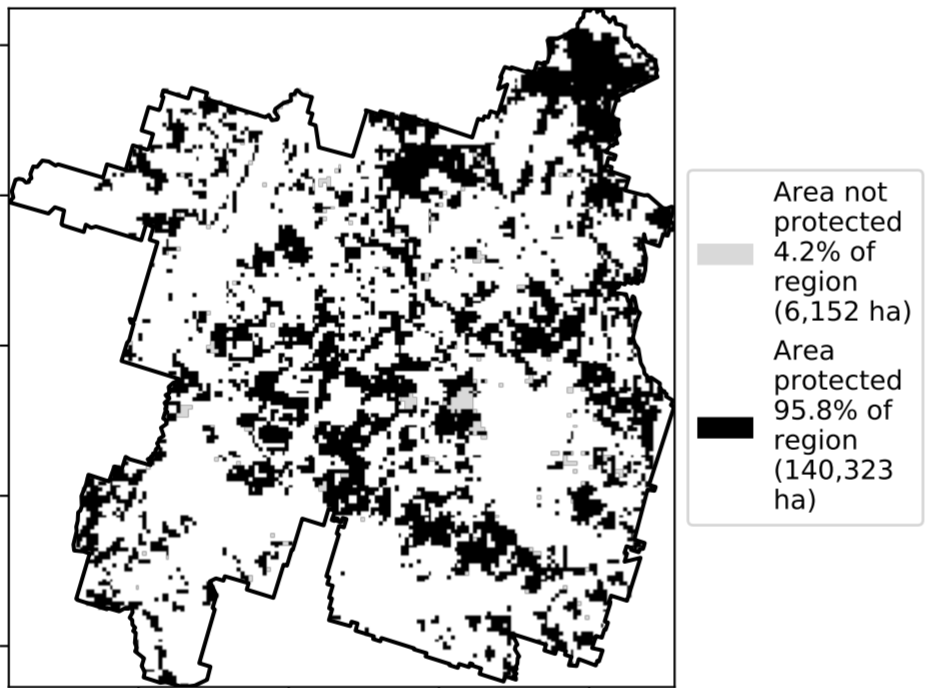 Area not
protected
4.2% of
region
(6,152 ha)
Area
protected
95.8% of
region
(140,323
ha)